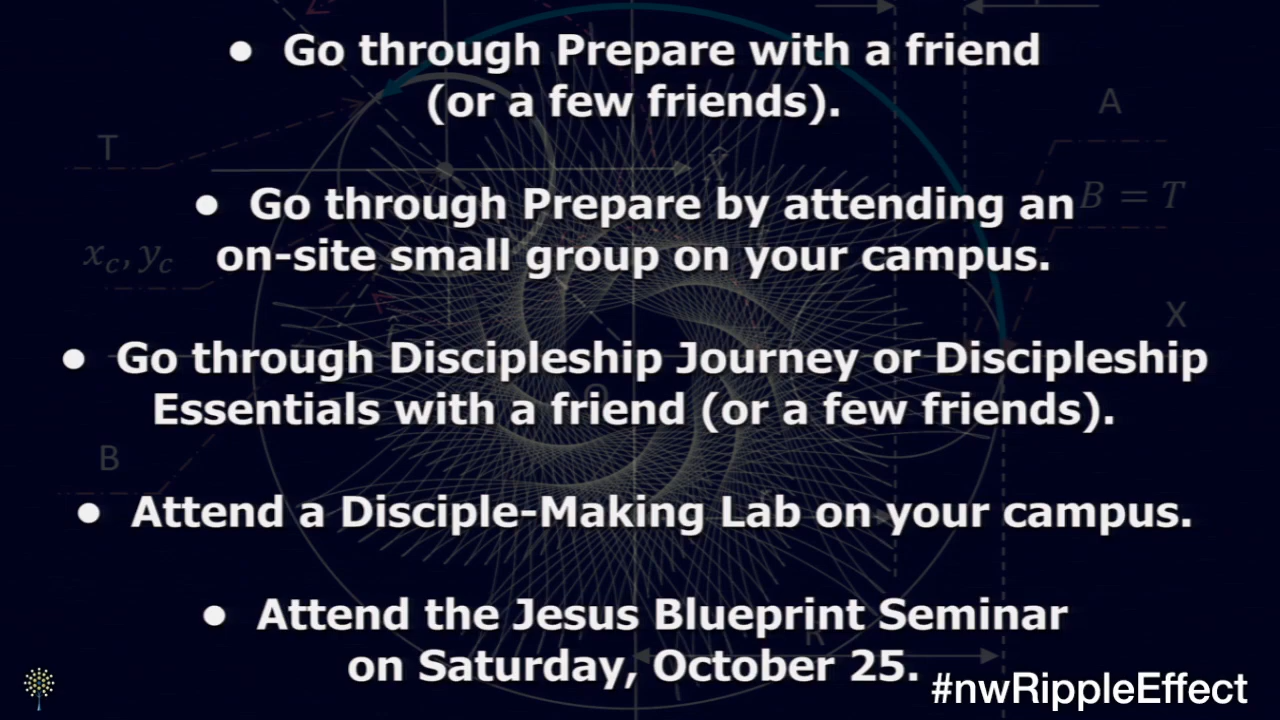 ● Go through Prepare with a friend
(or a few friends).
● Go through Prepare by attending an
on-site small group on your campus.
● Go through Discipleship Journey or Discipleship
Essentials with a friend (or a few friends).
● Attend a Disciple-Making Lab on your campus.
● Attend the Jesus Blueprint Seminar
on Saturday, October 25.
#nwRippleEffect
T
A
B = T
x_c, y_c
X
B
R